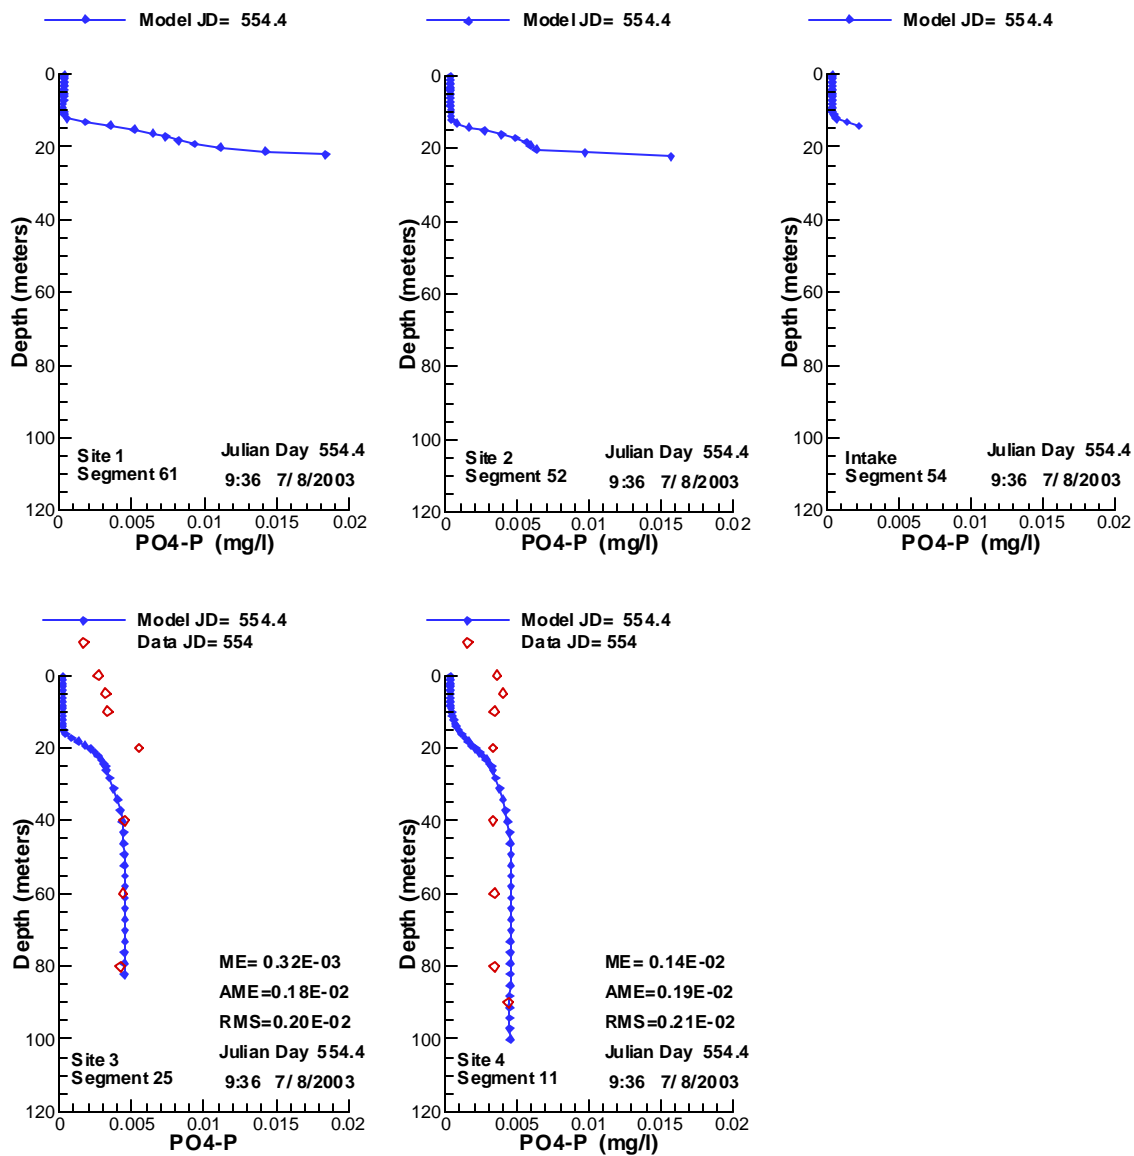 Model JD= 554.4
0
20
40
60
80
100
120
Depth (meters)
Site 1
Segment 61
Julian Day 554.4
9:36 7/ 8/2003
0 0.005 0.01 0.015 0.02
PO4-P (mg/l)
Model JD= 554.4
0
20
40
60
80
100
120
Depth (meters)
Site 2
Segment 52
Julian Day 554.4
9:36 7/ 8/2003
0 0.005 0.01 0.015 0.02
PO4-P (mg/l)
Model JD= 554.4
0
20
40
60
80
100
120
Depth (meters)
Intake
Segment 54
Julian Day 554.4
9:36 7/ 8/2003
0 0.005 0.01 0.015 0.02
PO4-P (mg/l)
Model JD= 554.4
Data JD= 554
0
20
40
60
80
100
120
Depth (meters)
ME= 0.32E-03
AME=0.18E-02
RMS=0.20E-02
Site 3
Segment 25
Julian Day 554.4
9:36 7/ 8/2003
0 0.005 0.01 0.015 0.02
PO4-P
Model JD= 554.4
Data JD= 554
0
20
40
60
80
100
120
Depth (meters)
ME= 0.14E-02
AME=0.19E-02
RMS=0.21E-02
Site 4
Segment 11
Julian Day 554.4
9:36 7/ 8/2003
0 0.005 0.01 0.015 0.02
PO4-P (mg/l)